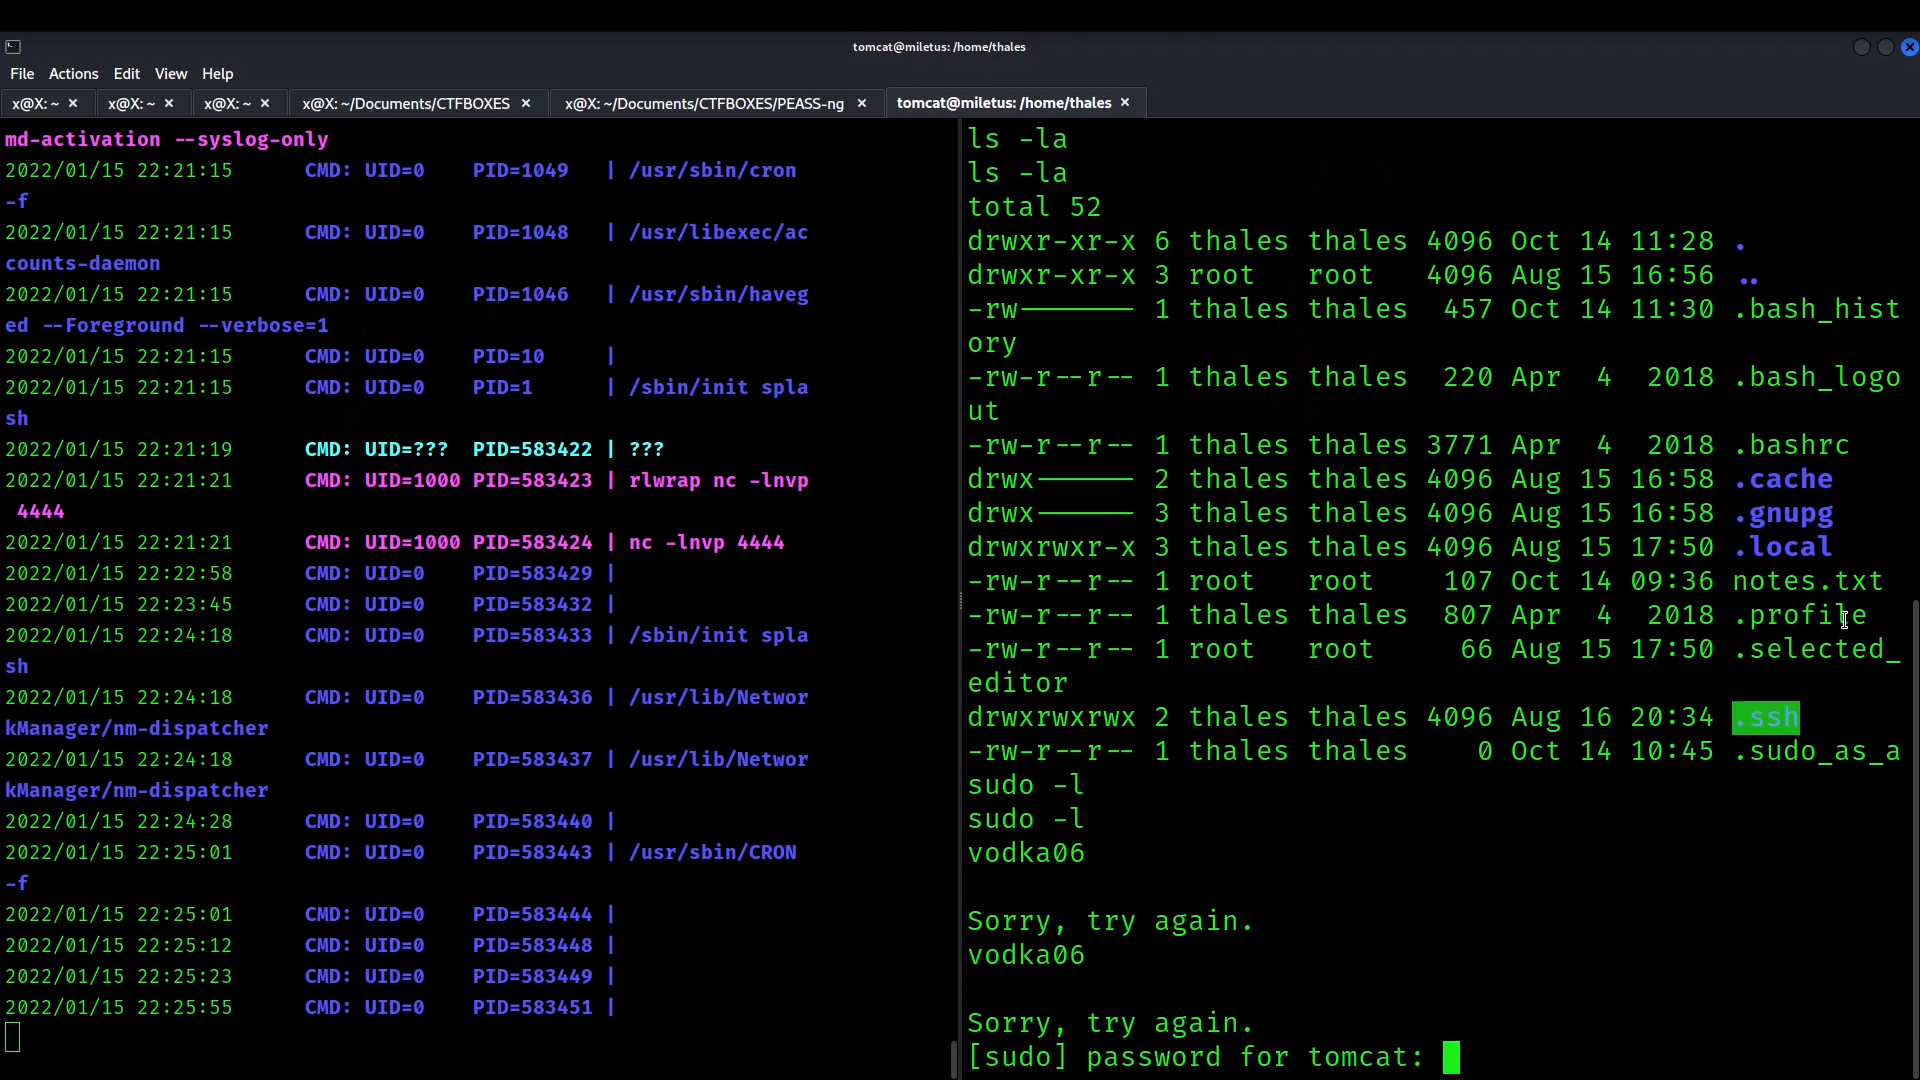 tomcat@miletus: /home/thales
File Actions Edit View Help
x@X: ~ × x@X: ~ × x@X: ~ × x@X: ~/Documents/CTFBOXES × x@X: ~/Documents/CTFBOXES/PEASS-ng × tomcat@miletus: /home/thales ×
md-activation --syslog-only
2022/01/15 22:21:15 CMD: UID=0 PID=1049 | /usr/sbin/cron
-f
2022/01/15 22:21:15 CMD: UID=0 PID=1048 | /usr/libexec/ac
counts-daemon
2022/01/15 22:21:15 CMD: UID=0 PID=1046 | /usr/sbin/haveg
ed --Foreground --verbose=1
2022/01/15 22:21:15 CMD: UID=0 PID=10 |
2022/01/15 22:21:15 CMD: UID=0 PID=1 | /sbin/init spla
sh
2022/01/15 22:21:19 CMD: UID=??? PID=583422 | ???
2022/01/15 22:21:21 CMD: UID=1000 PID=583423 | rlwrap nc -lnvp
4444
2022/01/15 22:21:21 CMD: UID=1000 PID=583424 | nc -lnvp 4444
2022/01/15 22:22:58 CMD: UID=0 PID=583429 |
2022/01/15 22:23:45 CMD: UID=0 PID=583432 |
2022/01/15 22:24:18 CMD: UID=0 PID=583433 | /sbin/init spla
sh
2022/01/15 22:24:18 CMD: UID=0 PID=583436 | /usr/lib/Networ
kManager/nm-dispatcher
2022/01/15 22:24:18 CMD: UID=0 PID=583437 | /usr/lib/Networ
kManager/nm-dispatcher
2022/01/15 22:24:28 CMD: UID=0 PID=583440 |
2022/01/15 22:25:01 CMD: UID=0 PID=583443 | /usr/sbin/CRON
-f
2022/01/15 22:25:01 CMD: UID=0 PID=583444 |
2022/01/15 22:25:12 CMD: UID=0 PID=583448 |
2022/01/15 22:25:23 CMD: UID=0 PID=583449 |
2022/01/15 22:25:55 CMD: UID=0 PID=583451 |
ls -la
ls -la
total 52
drwxr-xr-x 6 thales thales 4096 Oct 14 11:28 .
drwxr-xr-x 3 root root 4096 Aug 15 16:56 ..
-rw------- 1 thales thales 457 Oct 14 11:30 .bash_hist
ory
-rw-r--r-- 1 thales thales 220 Apr 4 2018 .bash_logo
ut
-rw-r--r-- 1 thales thales 3771 Apr 4 2018 .bashrc
drwx------ 2 thales thales 4096 Aug 15 16:58 .cache
drwx------ 3 thales thales 4096 Aug 15 16:58 .gnupg
drwxrwxr-x 3 thales thales 4096 Aug 15 17:50 .local
-rw-r--r-- 1 root root 107 Oct 14 09:36 notes.txt
-rw-r--r-- 1 thales thales 807 Apr 4 2018 .profile
-rw-r--r-- 1 root root 66 Aug 15 17:50 .selected_
editor
drwxrwxrwx 2 thales thales 4096 Aug 16 20:34 .ssh
-rw-r--r-- 1 thales thales 0 Oct 14 10:45 .sudo_as_a
sudo -l
sudo -l
vodka06
Sorry, try again.
vodka06
Sorry, try again.
[sudo] password for tomcat: